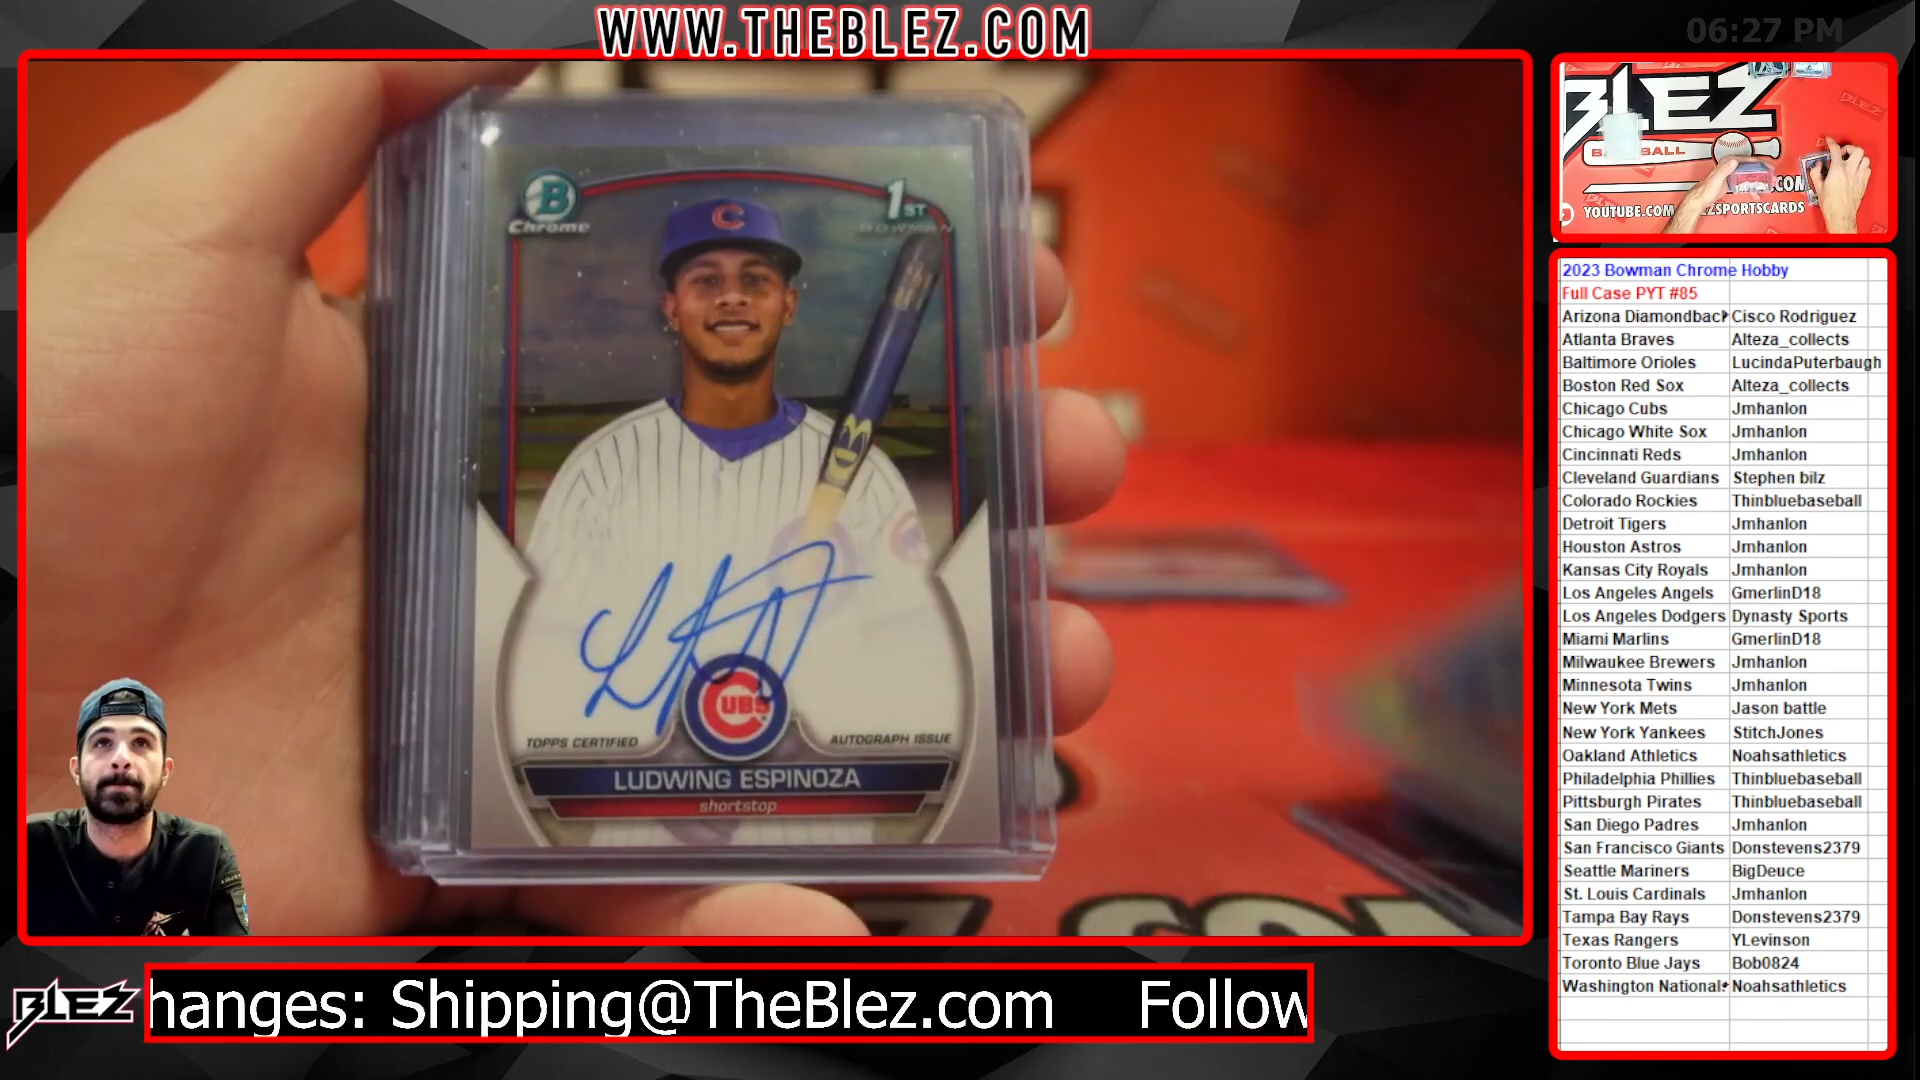 WWW.THEBLEZ.COM
06:27 PM
B
Chrome
1ST
BOWMAN
C
CUBS
TOPPS CERTIFIED
AUTOGRAPH ISSUE
LUDWING ESPINOZA
shortstop
BLEZ
YOUTUBE.COM
ZSPORTSCARDS
2023 Bowman Chrome Hobby
Full Case PYT #85
Arizona Diamondback Cisco Rodriguez
Atlanta Braves Alteza_collects
Baltimore Orioles LucindaPuterbaugh
Boston Red Sox Alteza_collects
Chicago Cubs Jmhanlon
Chicago White Sox Jmhanlon
Cincinnati Reds Jmhanlon
Cleveland Guardians Stephen bilz
Colorado Rockies Thinbluebaseball
Detroit Tigers Jmhanlon
Houston Astros Jmhanlon
Kansas City Royals Jmhanlon
Los Angeles Angels GmerlinD18
Los Angeles Dodgers Dynasty Sports
Miami Marlins GmerlinD18
Milwaukee Brewers Jmhanlon
Minnesota Twins Jmhanlon
New York Mets Jason battle
New York Yankees StitchJones
Oakland Athletics Noahsathletics
Philadelphia Phillies Thinbluebaseball
Pittsburgh Pirates Thinbluebaseball
San Diego Padres Jmhanlon
San Francisco Giants Donstevens2379
Seattle Mariners BigDeuce
St. Louis Cardinals Jmhanlon
Tampa Bay Rays Donstevens2379
Texas Rangers YLevinson
Toronto Blue Jays Bob0824
Washington Nationals Noahsathletics
BLEZ
hanges: Shipping@TheBlez.com Follow